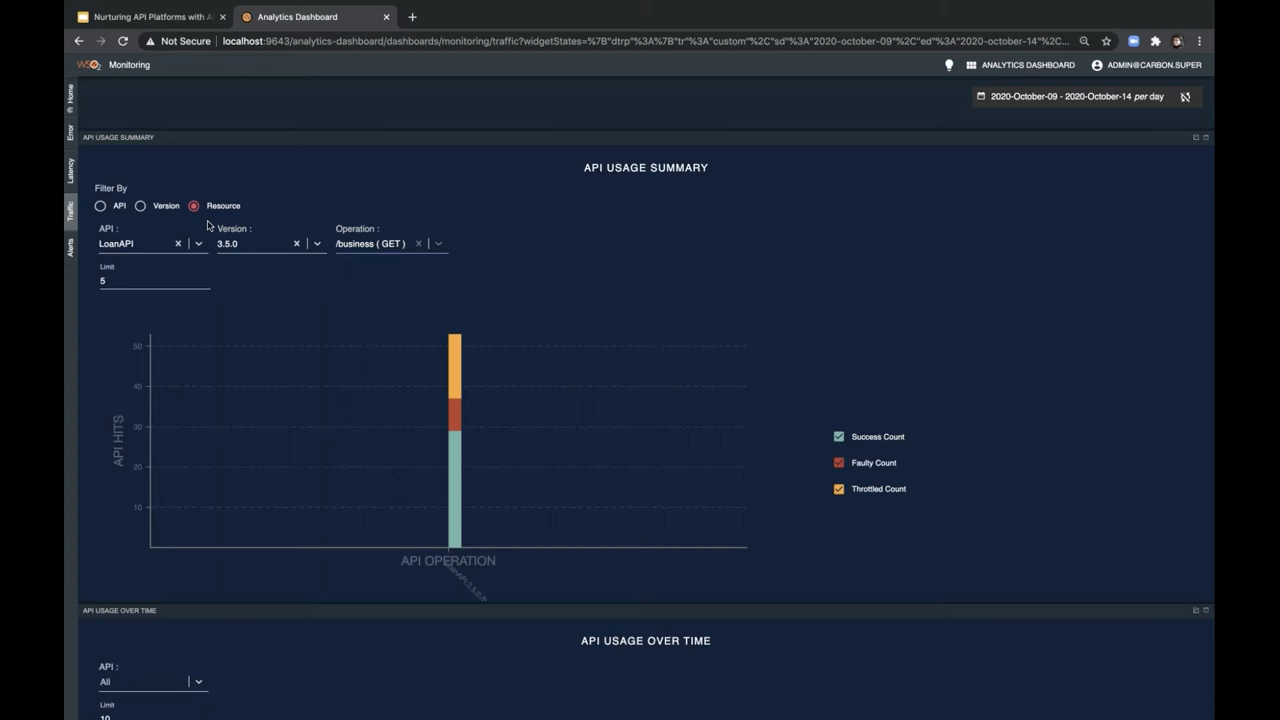 Nurturing API Platforms with
Analytics Dashboard
Not Secure
localhost:9643/analytics-dashboard/dashboards/monitoring/traffic?widgetStates=%7B"dtrp"%3A%7B"tr"%3A"custom"%2C"sd"%3A"2020-october-09"%2C"ed"%3A"2020-october-14"%2C...
WSO2 Monitoring
ANALYTICS DASHBOARD
ADMIN@CARBON.SUPER
Home
Error
Latency
Traffic
Alerts
2020-October-09 - 2020-October-14 per day
API USAGE SUMMARY
API USAGE SUMMARY
Filter By
API Version Resource
API : Version : Operation :
LoanAPI 3.5.0 /business ( GET )
Limit
5
50
40
30
20
10
API HITS
API OPERATION
Success Count
Faulty Count
Throttled Count
API USAGE OVER TIME
API USAGE OVER TIME
API :
All
Limit
10